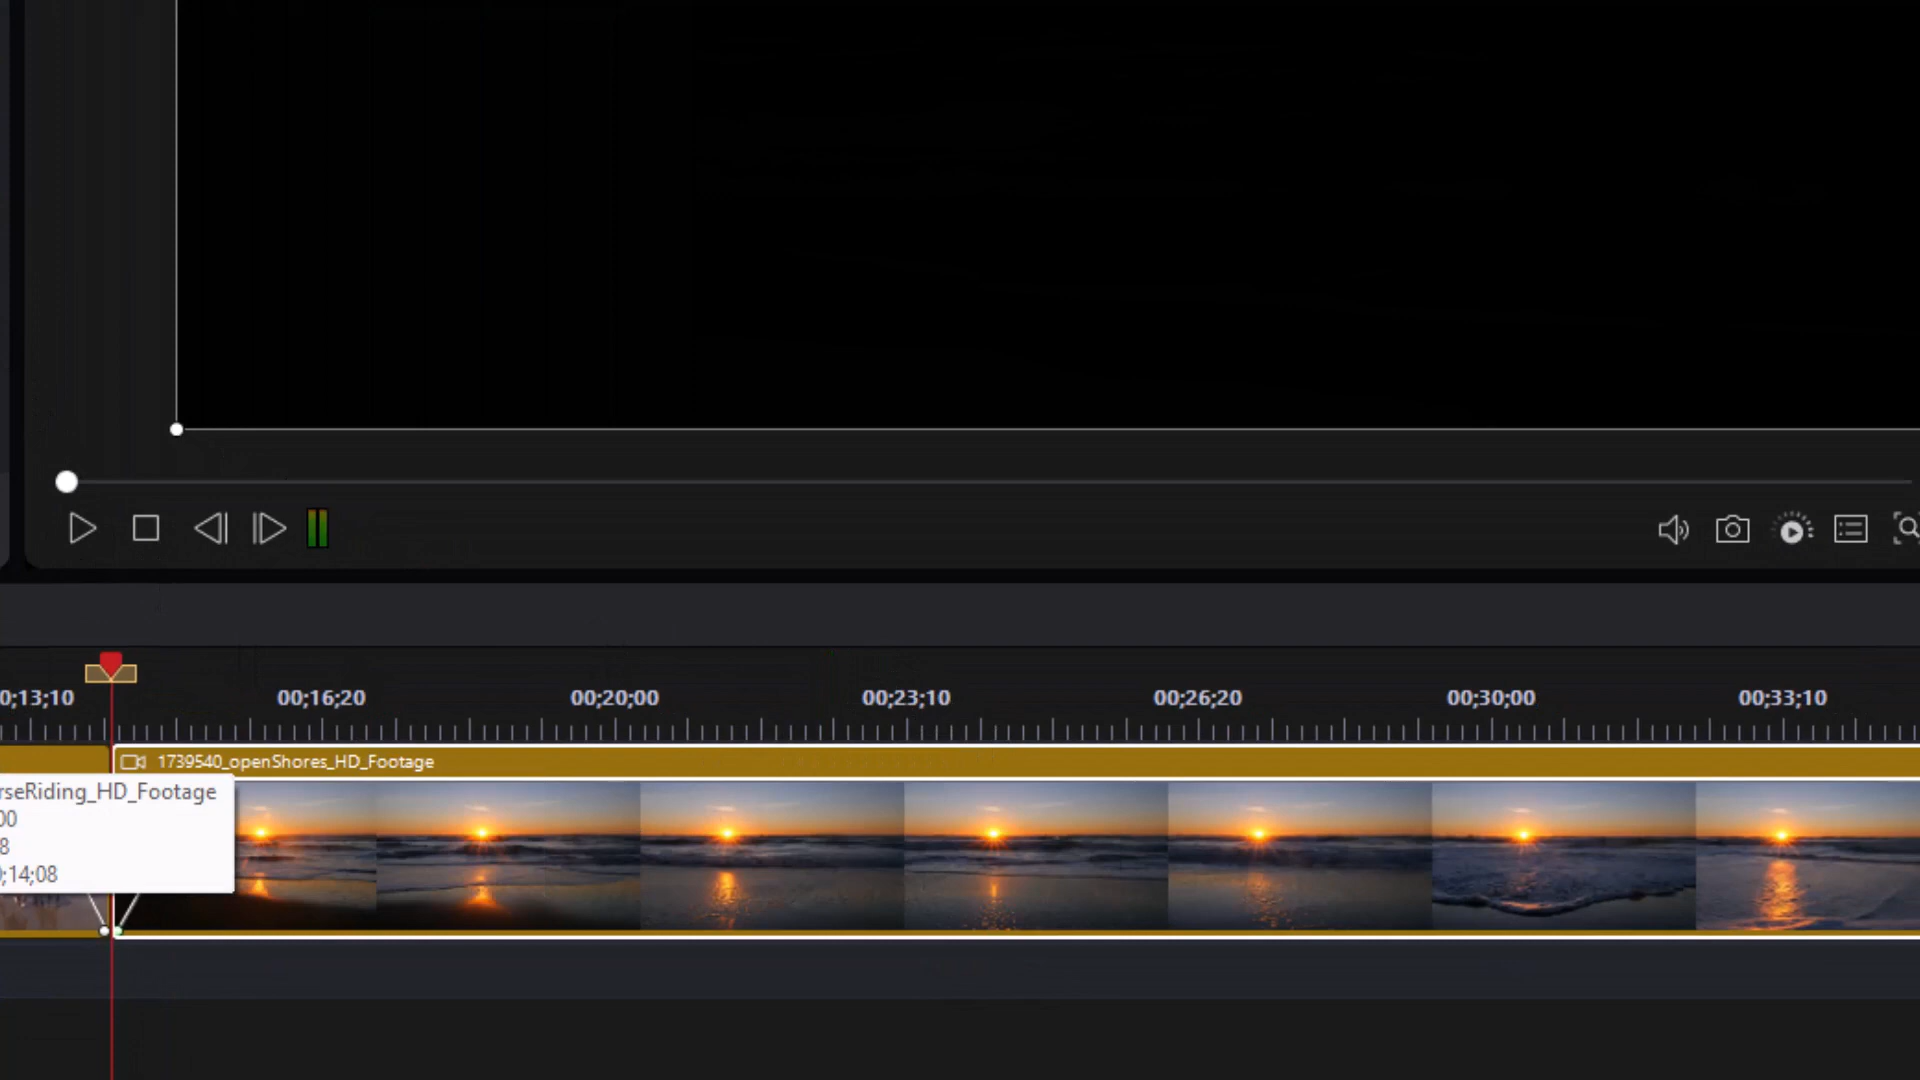 0;13;10 00;16;20 00;20;00 00;23;10 00;26;20 00;30;00 00;33;10
1739540_openShores_HD_Footage
rseRiding_HD_Footage
00
8
;14;08